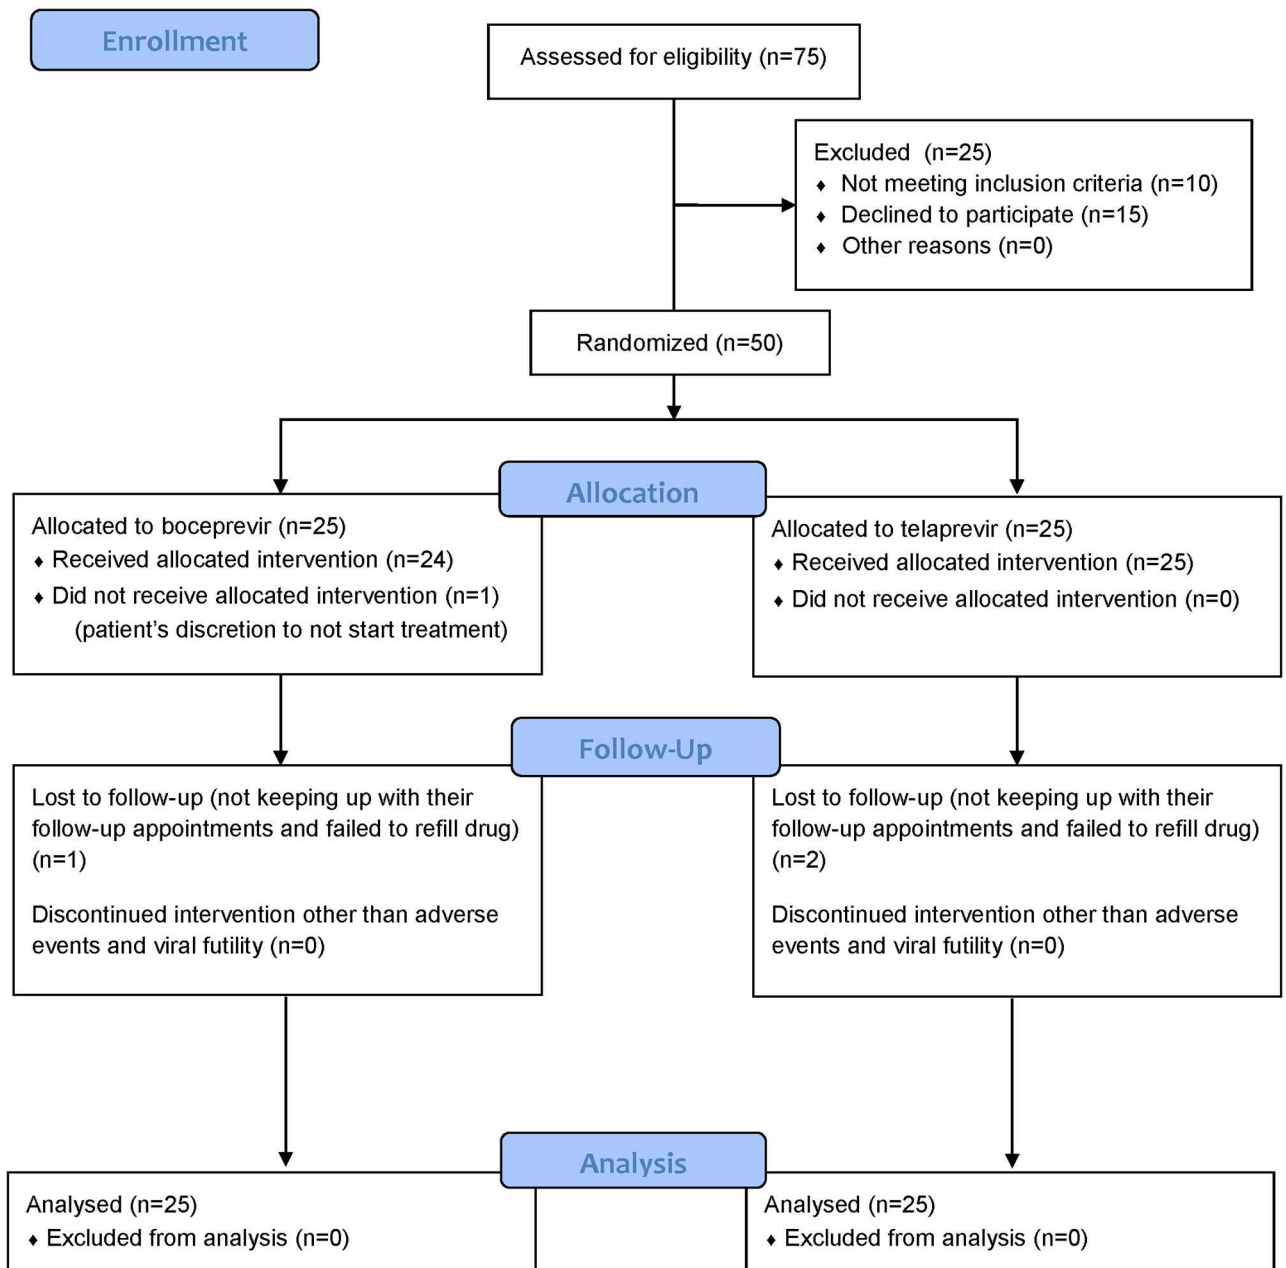 Enrollment
Assessed for eligibility (n=75)
Excluded (n=25)
♦ Not meeting inclusion criteria (n=10)
♦ Declined to participate (n=15)
♦ Other reasons (n=0)
Randomized (n=50)
Allocation
Allocated to boceprevir (n=25)
♦ Received allocated intervention (n=24)
♦ Did not receive allocated intervention (n=1)
(patient’s discretion to not start treatment)
Allocated to telaprevir (n=25)
♦ Received allocated intervention (n=25)
♦ Did not receive allocated intervention (n=0)
Follow-Up
Lost to follow-up (not keeping up with their
follow-up appointments and failed to refill drug)
(n=1)
Discontinued intervention other than adverse
events and viral futility (n=0)
Lost to follow-up (not keeping up with their
follow-up appointments and failed to refill drug)
(n=2)
Discontinued intervention other than adverse
events and viral futility (n=0)
Analysis
Analysed (n=25)
♦ Excluded from analysis (n=0)
Analysed (n=25)
♦ Excluded from analysis (n=0)